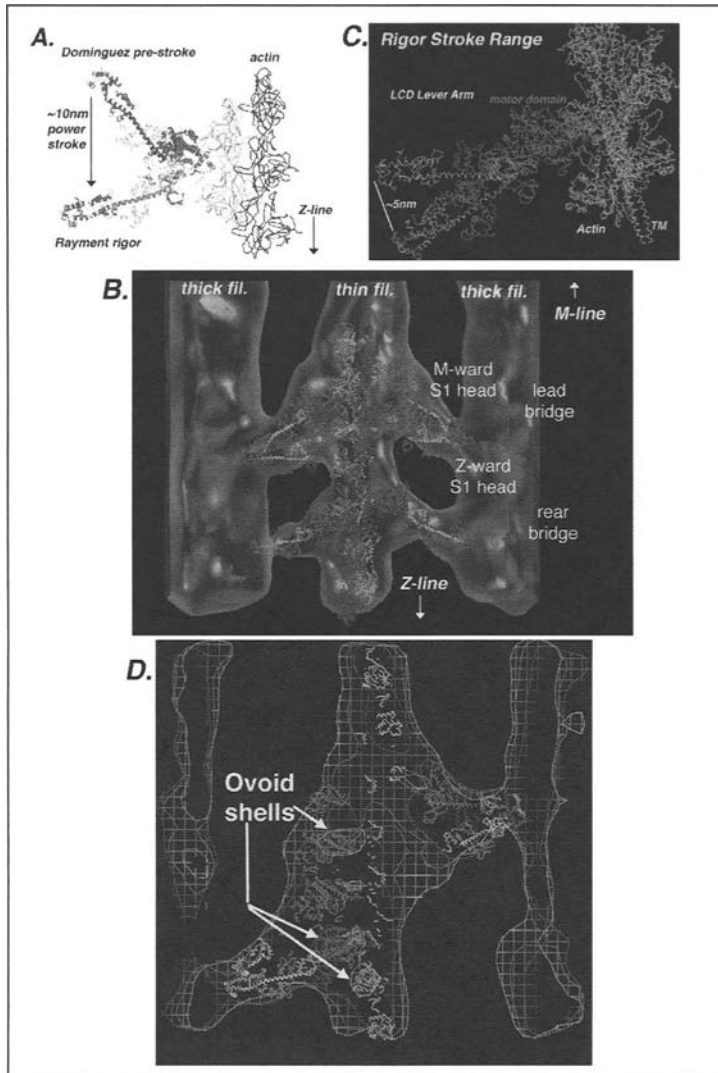 A.
Dominguez pre-stroke
actin
~10nm
power
stroke
Rayment rigor
Z-line
C.
Rigor Stroke Range
LCD Lever Arm
motor domain
~5nm
Actin
TM
B.
thick fil.
thin fil.
thick fil.
M-line
M-ward
S1 head
lead
bridge
Z-ward
S1 head
rear
bridge
Z-line
D.
Ovoid
shells